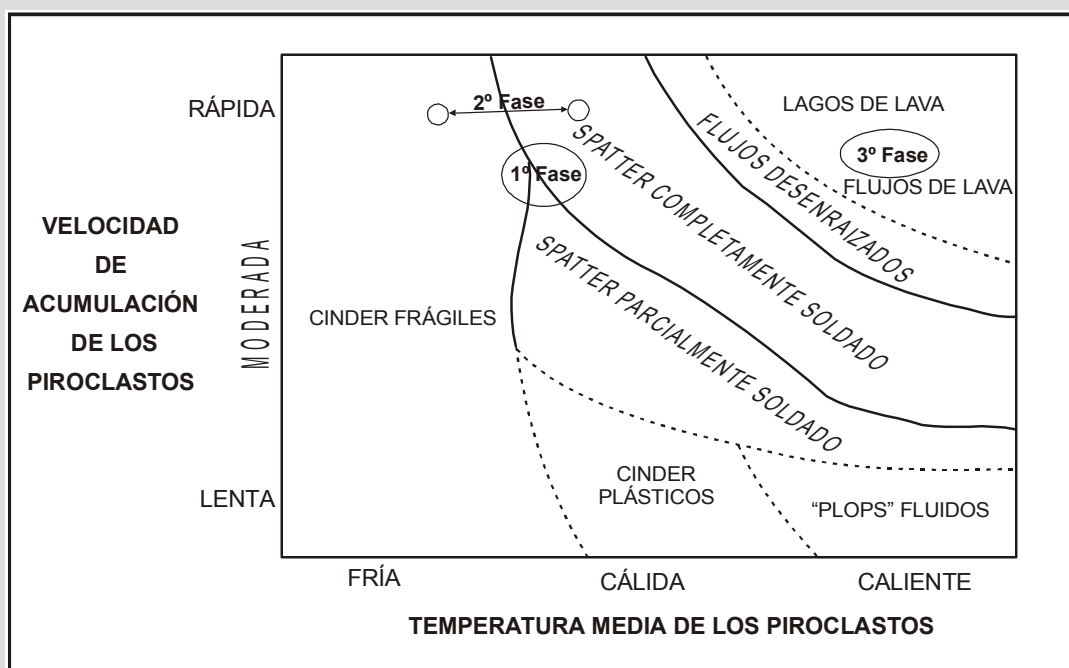 VELOCIDAD
DE
ACUMULACIÓN
DE LOS
PIROCLASTOS
RÁPIDA
MODERADA
LENTA
2º Fase
1º Fase
3º Fase
LAGOS DE LAVA
FLUJOS DE LAVA
FLUJOS DESENRAIZADOS
SPATTER COMPLETAMENTE SOLDADO
SPATTER PARCIALMENTE SOLDADO
CINDER FRÁGILES
CINDER
PLÁSTICOS
“PLOPS” FLUIDOS
FRÍA
CÁLIDA
CALIENTE
TEMPERATURA MEDIA DE LOS PIROCLASTOS